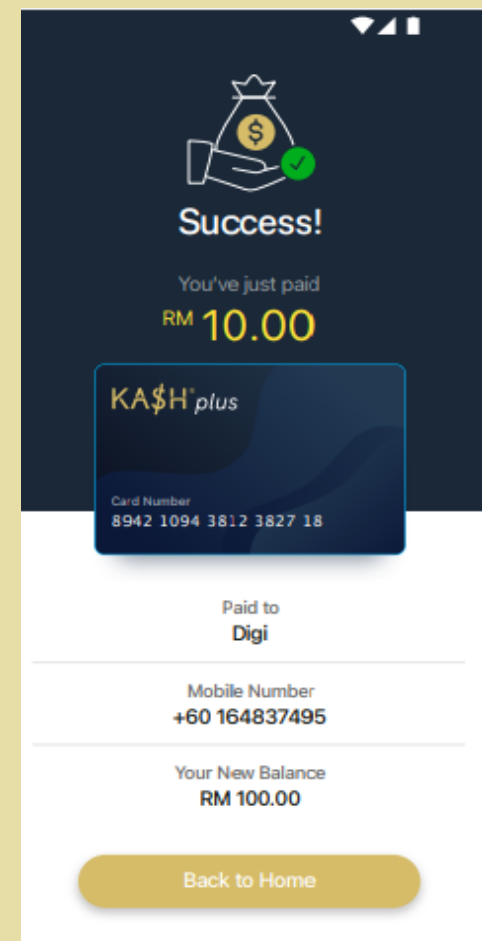 $
Success!
You've just paid
RM 10.00
KA$H plus
Card Number
8942 1094 3812 3827 18
Paid to
Digi
Mobile Number
+60 164837495
Your New Balance
RM 100.00
Back to Home